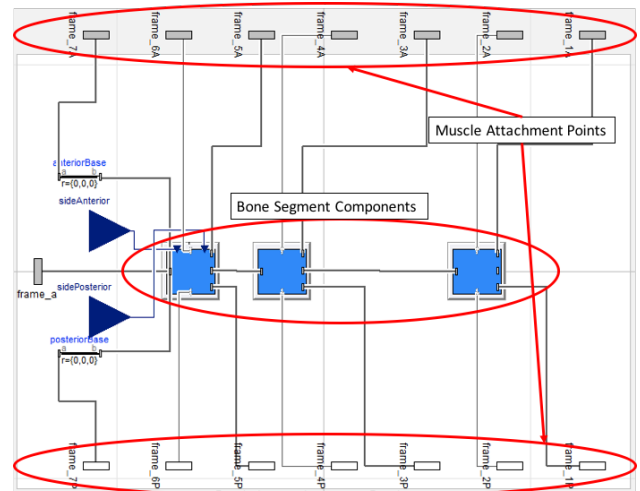 frame_7A
frame_6A
frame_5A
frame_4A
frame_3A
frame_2A
frame_1A
Muscle Attachment Points
nteriorBase
a b
r={0,0,0}
sideAnterior
Bone Segment Components
frame_a
sidePosterior
posteriorBase
a b
r={0,0,0}
frame_7P
frame_6P
frame_5P
frame_4P
frame_3P
frame_2P
frame_1P